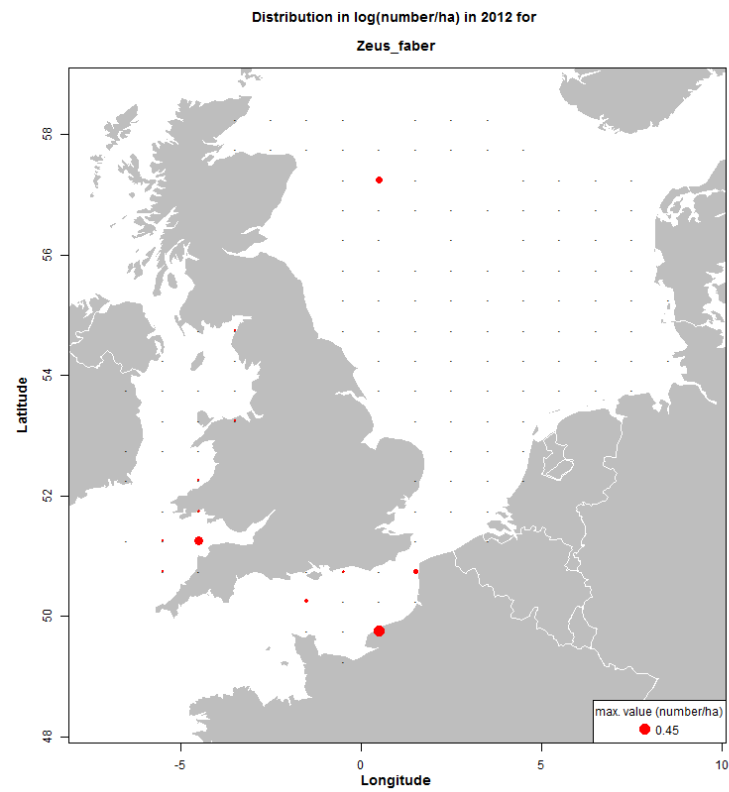 Distribution in log(number/ha) in 2012 for
Zeus_faber
58
56
54
52
50
48
Latitude
-5
0
5
10
Longitude
max. value (number/ha)
0.45